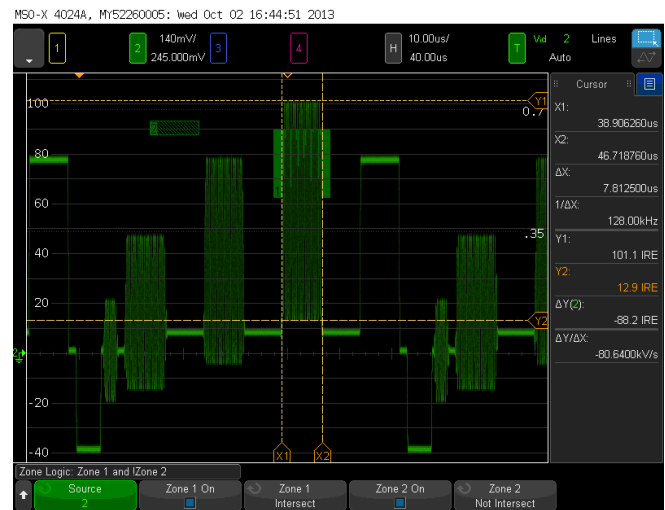 MSO-X 4024A, MY52260005: Wed Oct 02 16:44:51 2013
1
2
140mV/
245.000mV
3
4
H
10.00us/
40.00us
T
Vid 2 Lines
Auto
Cursor
X1:
38.906260us
X2:
46.718760us
ΔX:
7.812500us
1/ΔX:
128.00kHz
Y1:
101.1 IRE
Y2:
12.9 IRE
ΔY(2):
-88.2 IRE
ΔY/ΔX:
-80.6400kV/s
100
80
60
40
20
-20
-40
0.7
.35
Y1
Y2
X1
X2
2
Zone Logic: Zone 1 and !Zone 2
Source
2
Zone 1 On
Zone 1
Intersect
Zone 2 On
Zone 2
Not Intersect